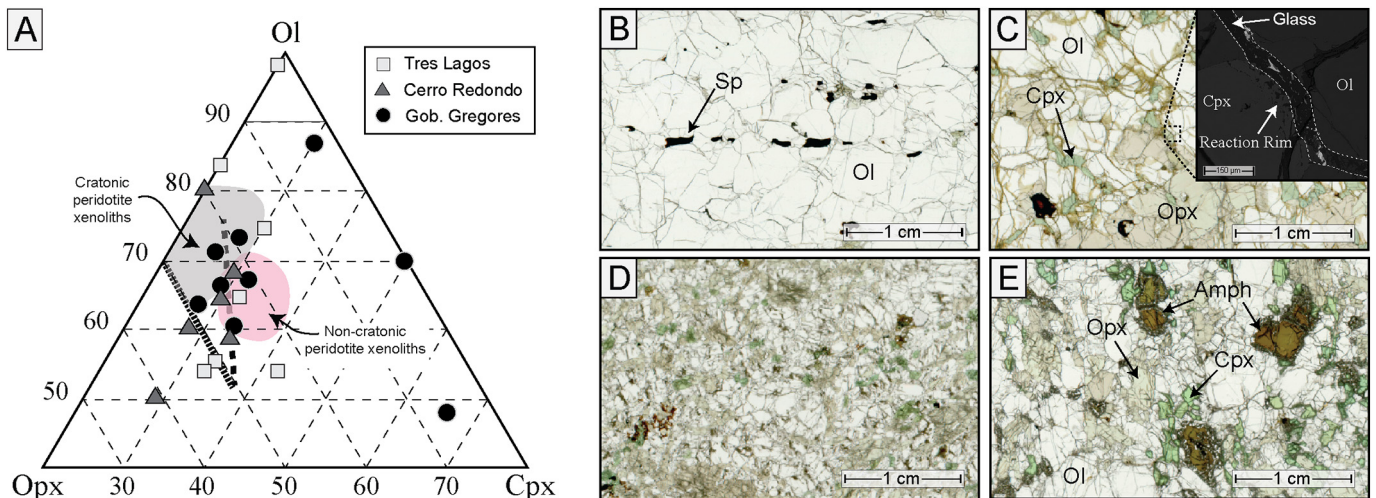 A
Ol
Tres Lagos
Cerro Redondo
Gob. Gregores
90
80
70
60
50
Cratonic
peridotite
xenoliths
Non-cratonic
peridotite xenoliths
Opx 30 40 50 60 70 Cpx
B
Sp
Ol
1 cm
C
Ol
Cpx
Opx
1 cm
Glass
Cpx
Ol
Reaction Rim
150 µm
D
1 cm
E
Amph
Opx
Cpx
Ol
1 cm